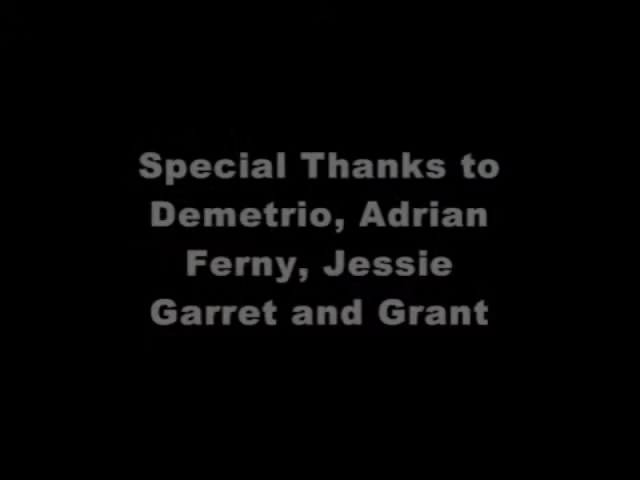 Special Thanks to
Demetrio, Adrian
Ferny, Jessie
Garret and Grant